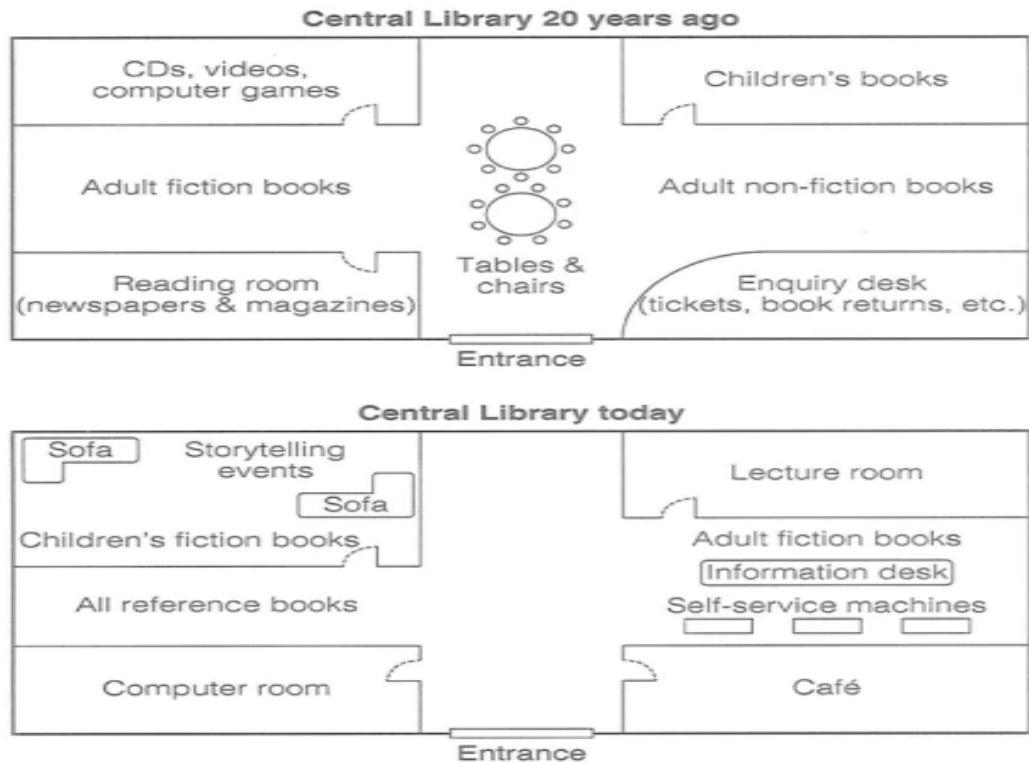 Central Library 20 years ago
CDs, videos,
computer games
Children's books
Adult fiction books
Adult non-fiction books
Tables &
chairs
Reading room
(newspapers & magazines)
Enquiry desk
(tickets, book returns, etc.)
Entrance
Central Library today
Sofa
Storytelling
events
Sofa
Children's fiction books
Lecture room
All reference books
Adult fiction books
Information desk
Self-service machines
Computer room
Café
Entrance